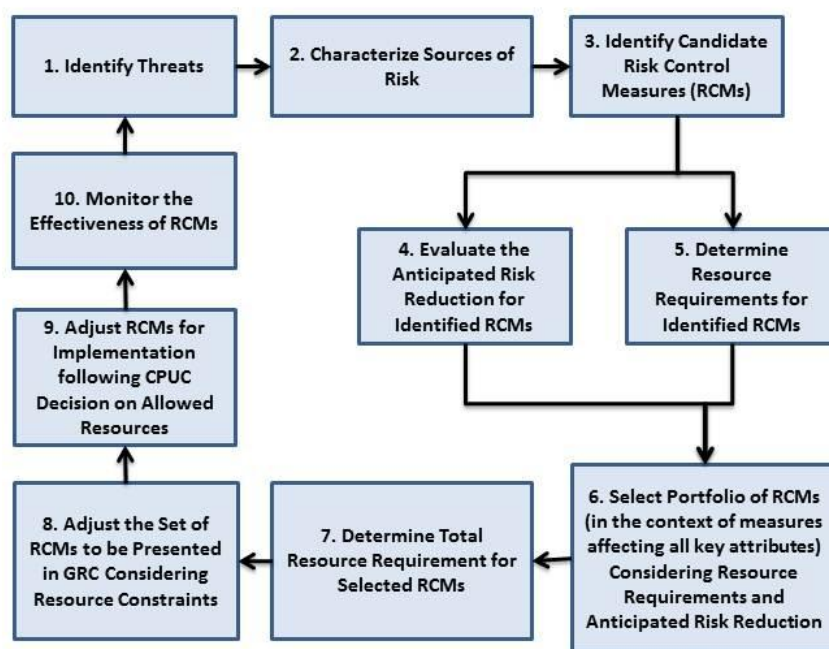 1. Identify Threats
2. Characterize Sources of
Risk
3. Identify Candidate
Risk Control
Measures (RCMs)
4. Evaluate the
Anticipated Risk
Reduction for
Identified RCMs
5. Determine
Resource
Requirements for
Identified RCMs
6. Select Portfolio of RCMs
(in the context of measures
affecting all key attributes)
Considering Resource
Requirements and
Anticipated Risk Reduction
7. Determine Total
Resource Requirement for
Selected RCMs
8. Adjust the Set of
RCMs to be Presented
in GRC Considering
Resource Constraints
9. Adjust RCMs for
Implementation
following CPUC
Decision on Allowed
Resources
10. Monitor the
Effectiveness of RCMs